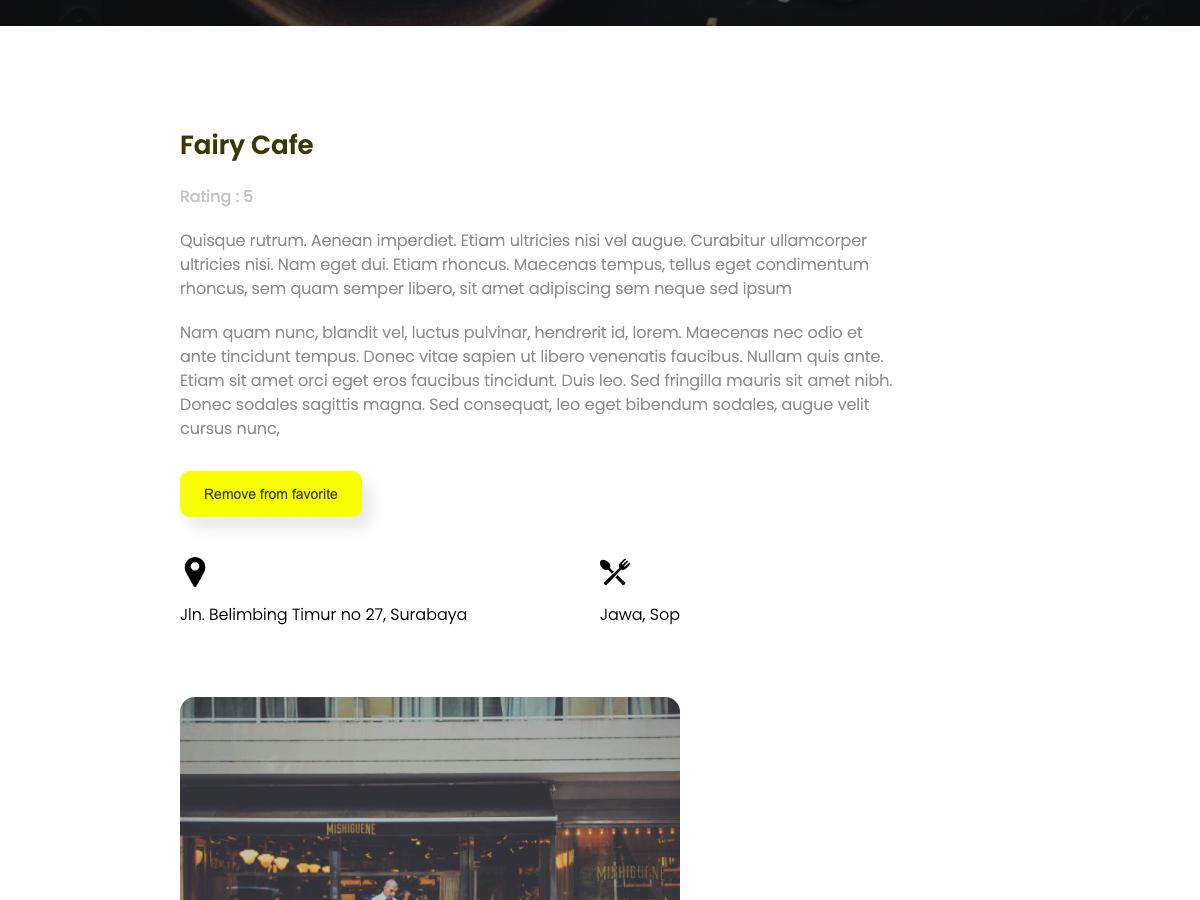 Fairy Cafe
Rating : 5
Quisque rutrum. Aenean imperdiet. Etiam ultricies nisi vel augue. Curabitur ullamcorper
ultricies nisi. Nam eget dui. Etiam rhoncus. Maecenas tempus, tellus eget condimentum
rhoncus, sem quam semper libero, sit amet adipiscing sem neque sed ipsum
Nam quam nunc, blandit vel, luctus pulvinar, hendrerit id, lorem. Maecenas nec odio et
ante tincidunt tempus. Donec vitae sapien ut libero venenatis faucibus. Nullam quis ante.
Etiam sit amet orci eget eros faucibus tincidunt. Duis leo. Sed fringilla mauris sit amet nibh.
Donec sodales sagittis magna. Sed consequat, leo eget bibendum sodales, augue velit
cursus nunc,
Remove from favorite
Jln. Belimbing Timur no 27, Surabaya
Jawa, Sop
MISHIGUENE
MISHIGUENE